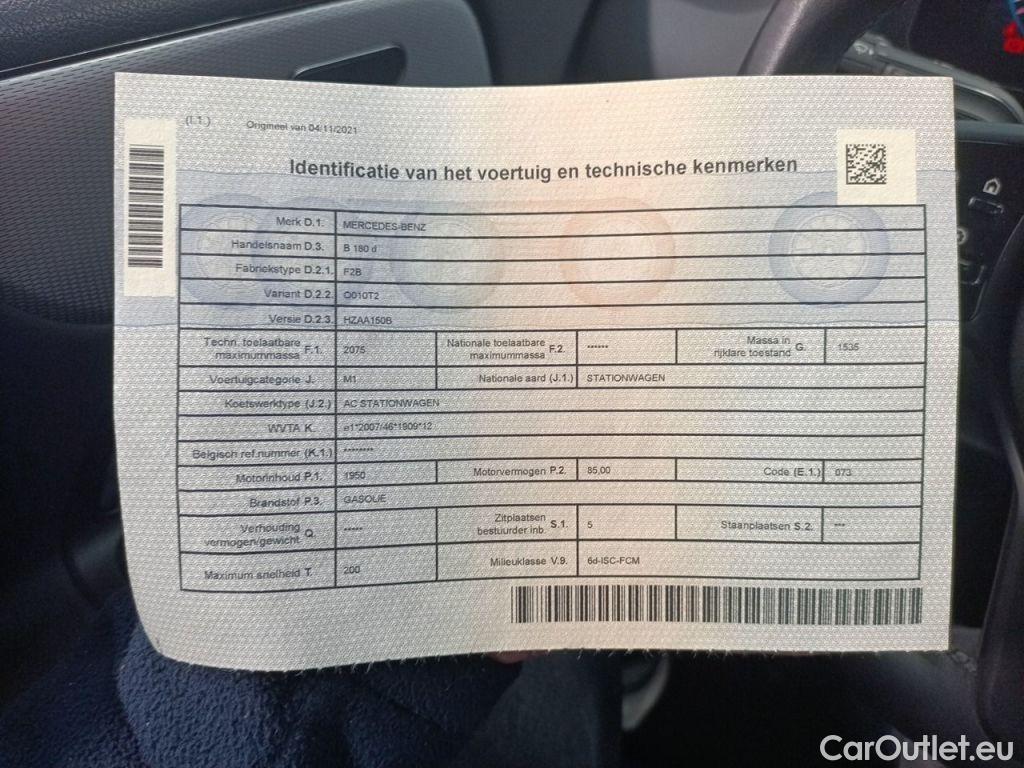 (I.1.) Origineel van 04/11/2021
Identificatie van het voertuig en technische kenmerken
Merk D.1. MERCEDES-BENZ
Handelsnaam D.3. B 180 d
Fabriekstype D.2.1. F2B
Variant D.2.2. O010T2
Versie D.2.3. HZAA150B
Techn. toelaatbare maximummassa F.1. 2075 Nationale toelaatbare maximummassa F.2. ****** Massa in rijklare toestand G. 1535
Voertuigcategorie J. M1 Nationale aard (J.1.) STATIONWAGEN
Koetswerktype (J.2.) AC STATIONWAGEN
WVTA K. e1*2007/46*1909*12
Belgisch ref.nummer (K.1.) ********
Motorinhoud P.1. 1950 Motorvermogen P.2. 85,00 Code (E.1.) 073
Brandstof P.3. GASOLIE
Verhouding vermogen/gewicht Q. ***** Zitplaatsen bestuurder inb. S.1. 5 Staanplaatsen S.2. ***
Maximum snelheid T. 200 Milieuklasse V.9. 6d-ISC-FCM
CarOutlet.eu